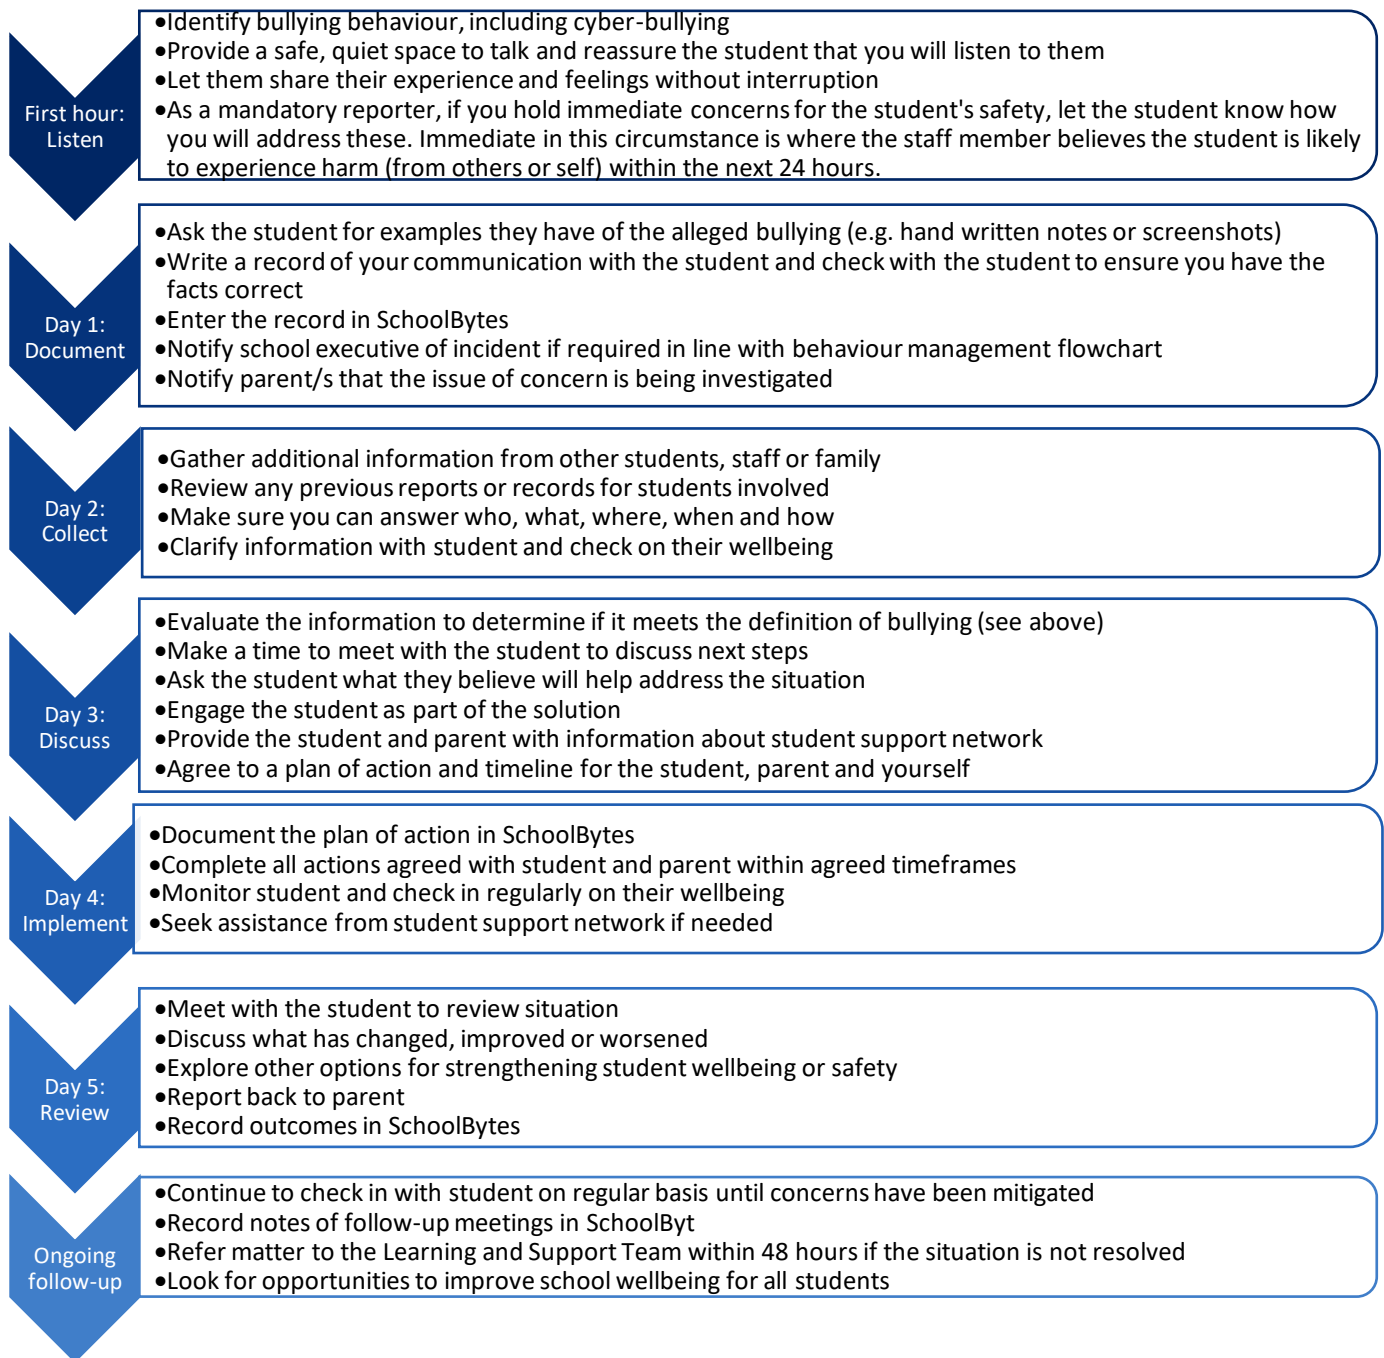 First hour:
Listen
•Identify bullying behaviour, including cyber-bullying
•Provide a safe, quiet space to talk and reassure the student that you will listen to them
•Let them share their experience and feelings without interruption
•As a mandatory reporter, if you hold immediate concerns for the student's safety, let the student know how
you will address these. Immediate in this circumstance is where the staff member believes the student is likely
to experience harm (from others or self) within the next 24 hours.
Day 1:
Document
•Ask the student for examples they have of the alleged bullying (e.g. hand written notes or screenshots)
•Write a record of your communication with the student and check with the student to ensure you have the
facts correct
•Enter the record in SchoolBytes
•Notify school executive of incident if required in line with behaviour management flowchart
•Notify parent/s that the issue of concern is being investigated
Day 2:
Collect
•Gather additional information from other students, staff or family
•Review any previous reports or records for students involved
•Make sure you can answer who, what, where, when and how
•Clarify information with student and check on their wellbeing
Day 3:
Discuss
•Evaluate the information to determine if it meets the definition of bullying (see above)
•Make a time to meet with the student to discuss next steps
•Ask the student what they believe will help address the situation
•Engage the student as part of the solution
•Provide the student and parent with information about student support network
•Agree to a plan of action and timeline for the student, parent and yourself
Day 4:
Implement
•Document the plan of action in SchoolBytes
•Complete all actions agreed with student and parent within agreed timeframes
•Monitor student and check in regularly on their wellbeing
•Seek assistance from student support network if needed
Day 5:
Review
•Meet with the student to review situation
•Discuss what has changed, improved or worsened
•Explore other options for strengthening student wellbeing or safety
•Report back to parent
•Record outcomes in SchoolBytes
Ongoing
follow-up
•Continue to check in with student on regular basis until concerns have been mitigated
•Record notes of follow-up meetings in SchoolByt
•Refer matter to the Learning and Support Team within 48 hours if the situation is not resolved
•Look for opportunities to improve school wellbeing for all students